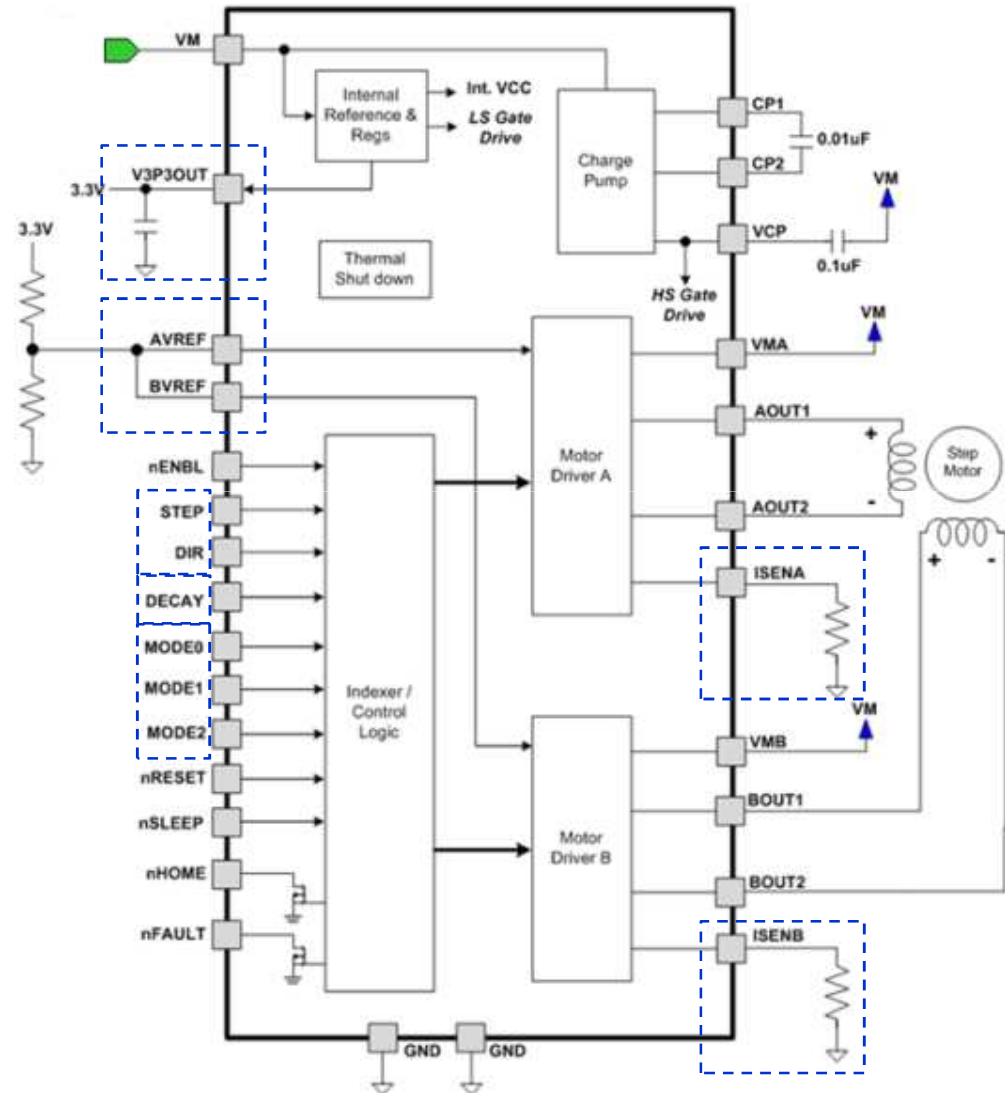 VM
Internal
Reference &
Regs
Int. VCC
LS Gate
Drive
Charge
Pump
CP1
0.01uF
CP2
VM
VCP
0.1uF
HS Gate
Drive
V3P3OUT
3.3V
3.3V
Thermal
Shut down
AVREF
BVREF
VM
VMA
AOUT1
Motor
Driver A
+
-
Step
Motor
AOUT2
+ -
ISENA
nENBL
STEP
DIR
DECAY
MODE0
MODE1
MODE2
nRESET
nSLEEP
nHOME
nFAULT
Indexer /
Control
Logic
VM
VMB
BOUT1
Motor
Driver B
BOUT2
ISENB
GND
GND